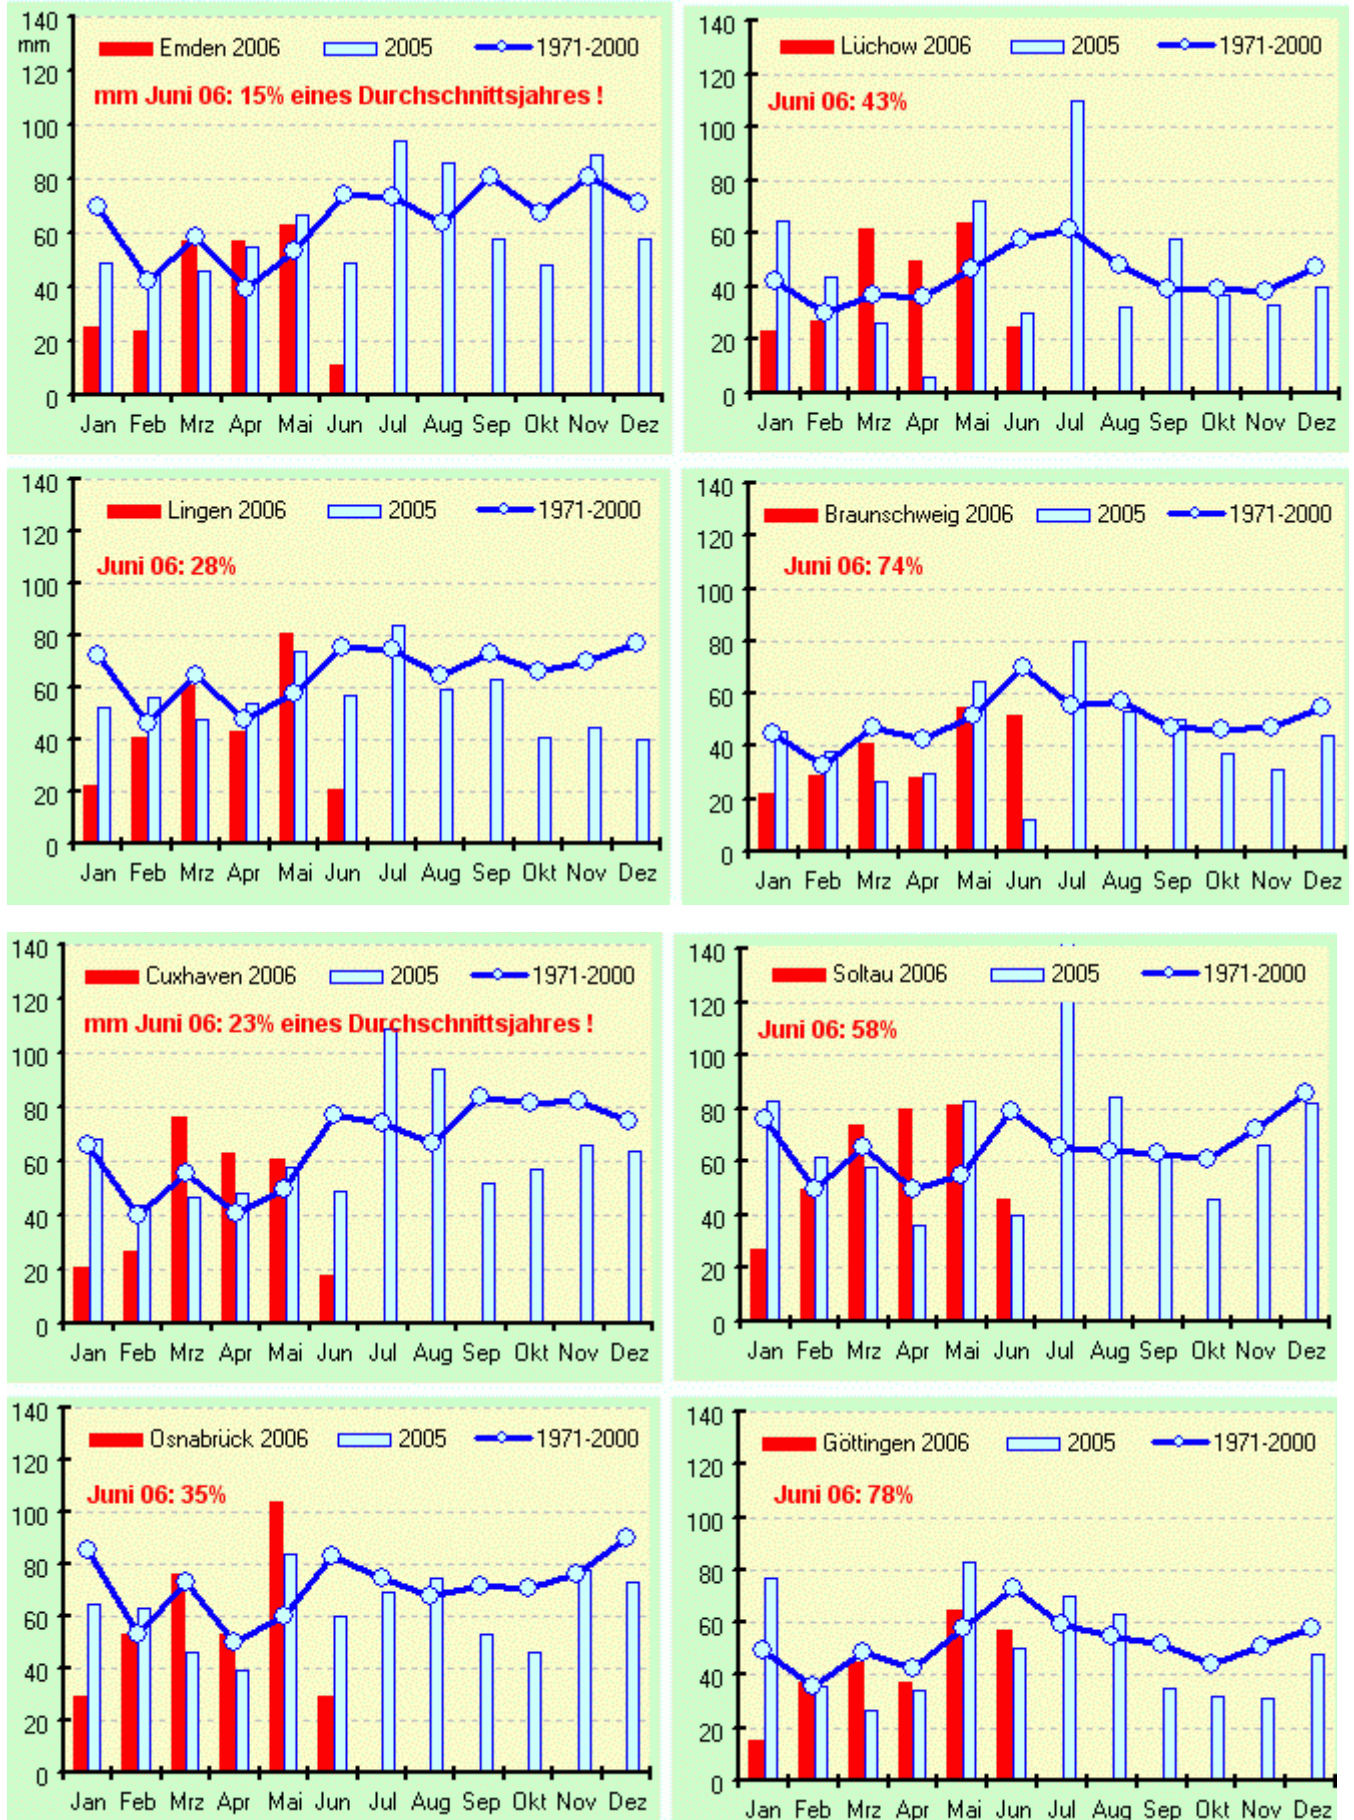 140
mm
120
100
80
60
40
20
0
Emden 2006 2005 1971-2000
mm Juni 06: 15% eines Durchschnittsjahres !
Jan Feb Mrz Apr Mai Jun Jul Aug Sep Okt Nov Dez
140
120
100
80
60
40
20
0
Lüchow 2006 2005 1971-2000
Juni 06: 43%
Jan Feb Mrz Apr Mai Jun Jul Aug Sep Okt Nov Dez
140
120
100
80
60
40
20
0
Lingen 2006 2005 1971-2000
Juni 06: 28%
Jan Feb Mrz Apr Mai Jun Jul Aug Sep Okt Nov Dez
140
120
100
80
60
40
20
0
Braunschweig 2006 2005 1971-2000
Juni 06: 74%
Jan Feb Mrz Apr Mai Jun Jul Aug Sep Okt Nov Dez
140
120
100
80
60
40
20
0
Cuxhaven 2006 2005 1971-2000
mm Juni 06: 23% eines Durchschnittsjahres !
Jan Feb Mrz Apr Mai Jun Jul Aug Sep Okt Nov Dez
140
120
100
80
60
40
20
0
Soltau 2006 2005 1971-2000
Juni 06: 58%
Jan Feb Mrz Apr Mai Jun Jul Aug Sep Okt Nov Dez
140
120
100
80
60
40
20
0
Osnabrück 2006 2005 1971-2000
Juni 06: 35%
Jan Feb Mrz Apr Mai Jun Jul Aug Sep Okt Nov Dez
140
120
100
80
60
40
20
0
Göttingen 2006 2005 1971-2000
Juni 06: 78%
Jan Feb Mrz Apr Mai Jun Jul Aug Sep Okt Nov Dez